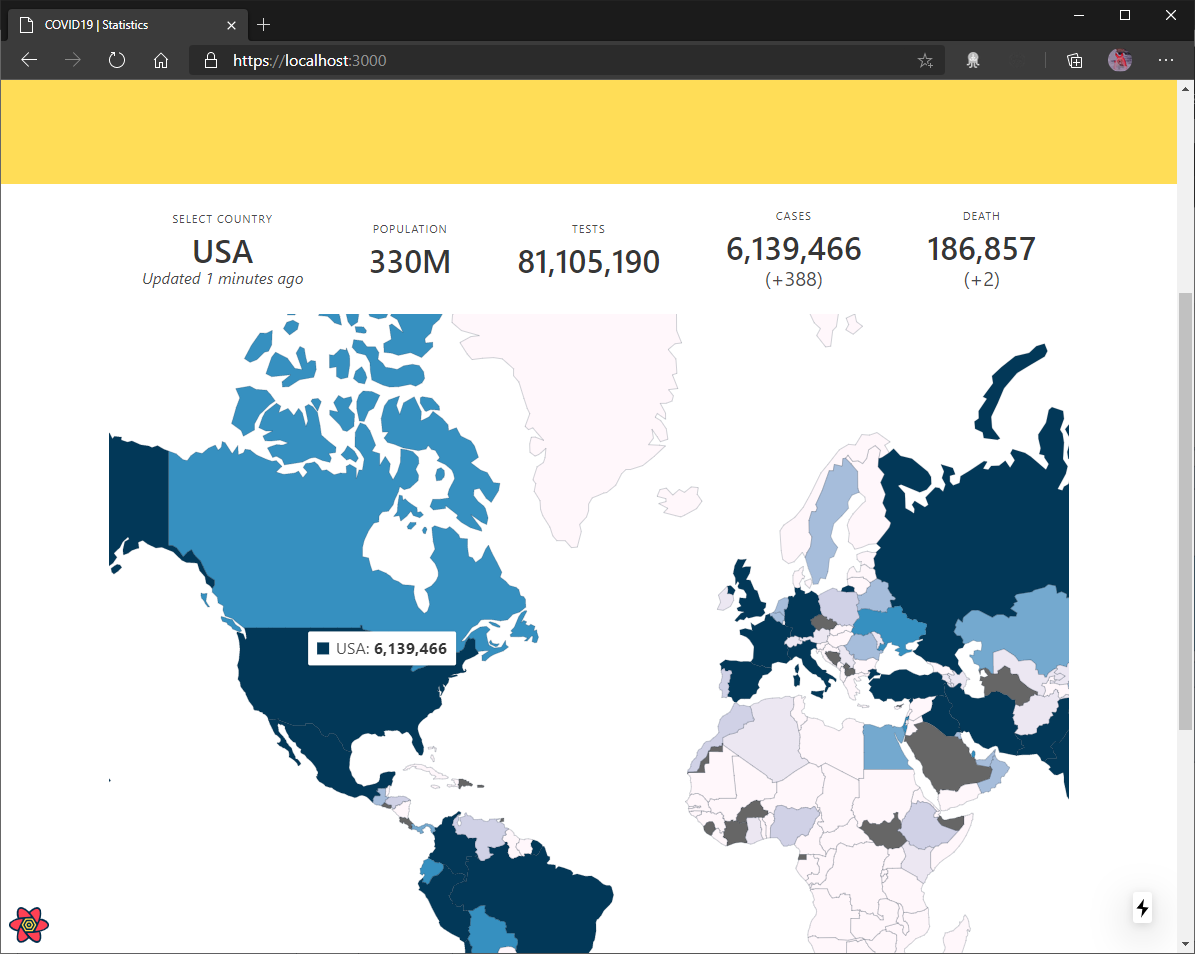 COVID19 | Statistics
https://localhost:3000
SELECT COUNTRY
USA
Updated 1 minutes ago
POPULATION
330M
TESTS
81,105,190
CASES
6,139,466
(+388)
DEATH
186,857
(+2)
USA: 6,139,466